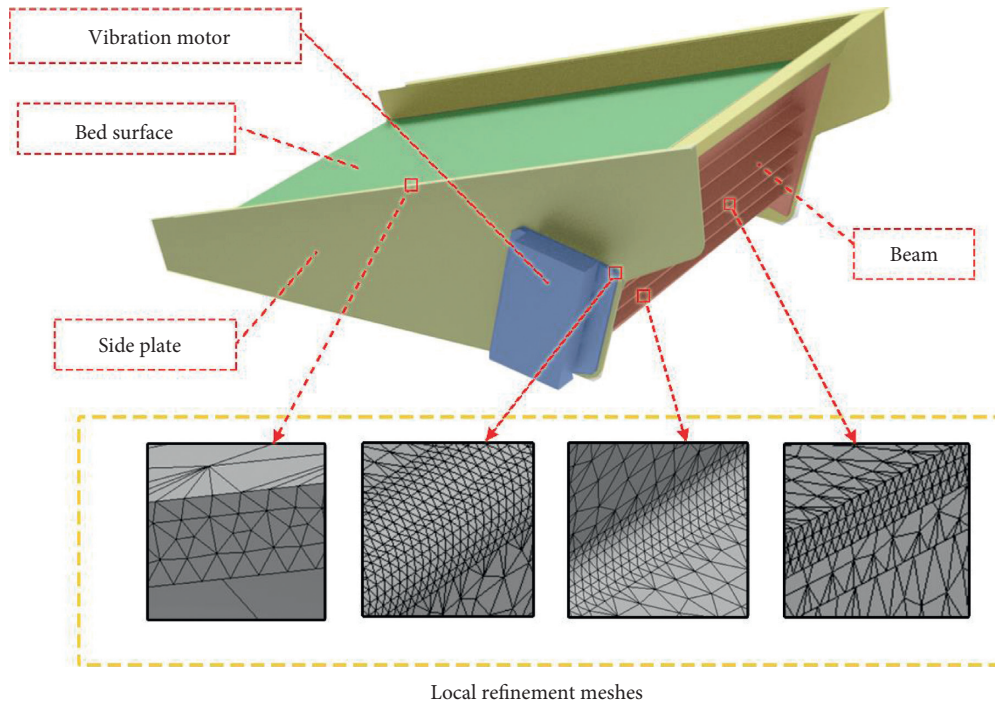 Vibration motor
Bed surface
Beam
Side plate
Local refinement meshes